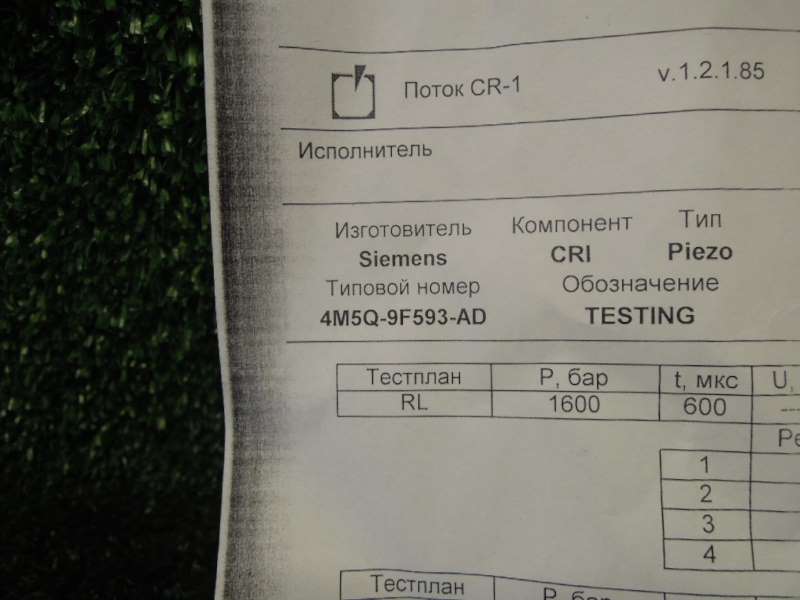 Поток CR-1 v.1.2.1.85
Исполнитель
Изготовитель Компонент Тип
Siemens CRI Piezo
Типовой номер Обозначение
4M5Q-9F593-AD TESTING
Тестплан P, бар t, мкс U,
RL 1600 600 ---
1
2
3
4
Тестплан P, бар